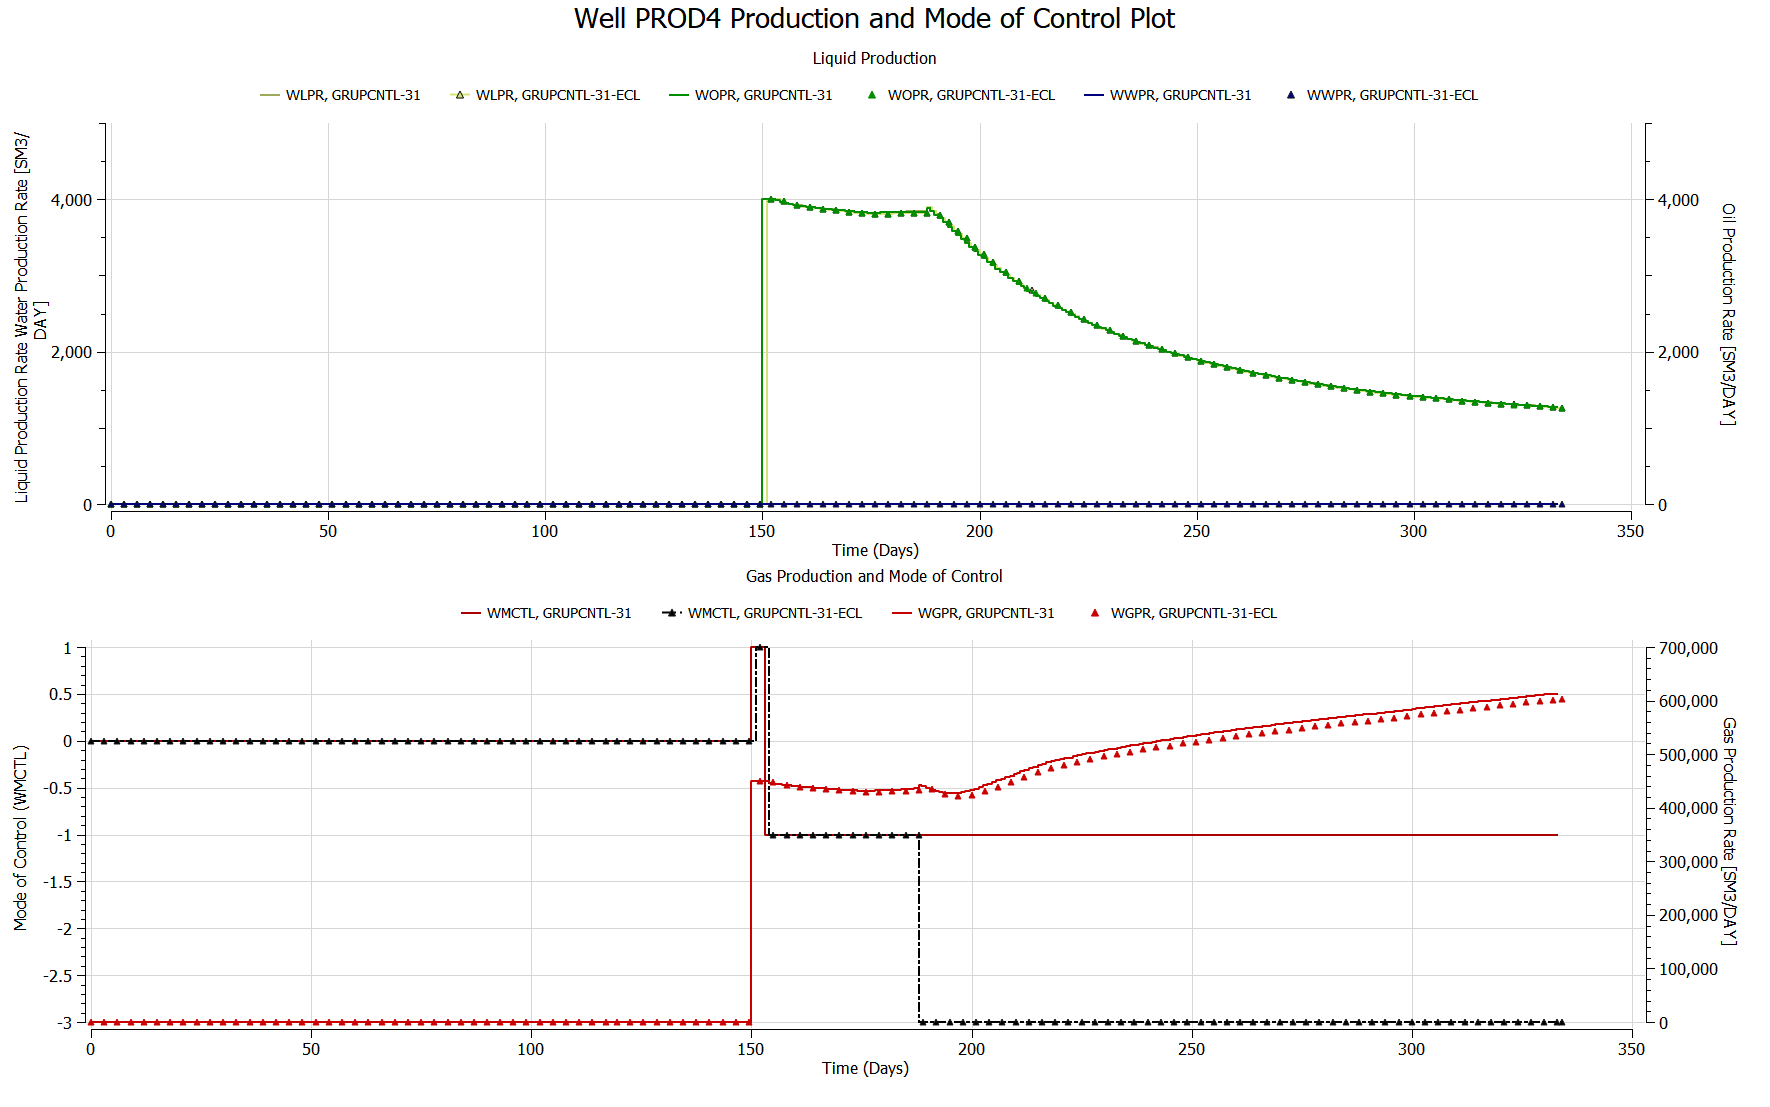 Well PROD4 Production and Mode of Control Plot
Liquid Production
WLPR, GRUPCNTL-31
WLPR, GRUPCNTL-31-ECL
WOPR, GRUPCNTL-31
WOPR, GRUPCNTL-31-ECL
WWPR, GRUPCNTL-31
WWPR, GRUPCNTL-31-ECL
Liquid Production Rate Water Production Rate [SM3/
DAY]
4,000
2,000
0
4,000
2,000
0
Oil Production Rate [SM3/DAY]
0
50
100
150
200
250
300
350
Time (Days)
Gas Production and Mode of Control
WMCTL, GRUPCNTL-31
WMCTL, GRUPCNTL-31-ECL
WGPR, GRUPCNTL-31
WGPR, GRUPCNTL-31-ECL
Mode of Control (WMCTL)
1
0.5
0
-0.5
-1
-1.5
-2
-2.5
-3
700,000
600,000
500,000
400,000
300,000
200,000
100,000
0
Gas Production Rate [SM3/DAY]
0
50
100
150
200
250
300
350
Time (Days)